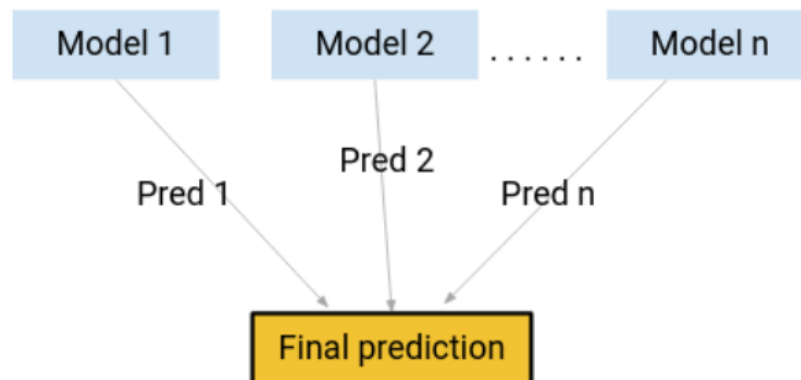 Model 1
Model 2
......
Model n
Pred 1
Pred 2
Pred n
Final prediction